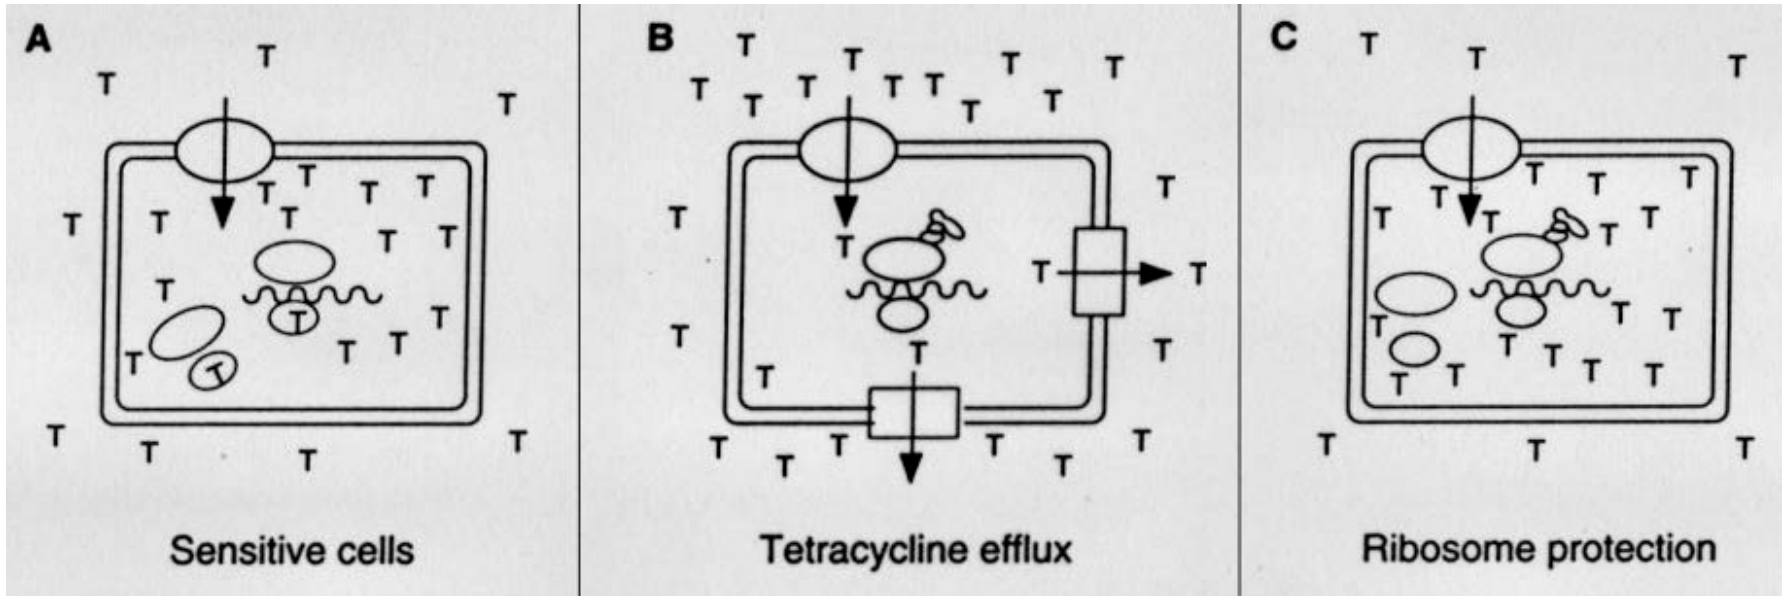 A
T
T T
T T T
T T T
T T T T
T
T T
T T T
T T
T T
T T
Sensitive cells
B
T T T T
T T T T
T T T
T
T
T
T T
T T T
T
T T T T
T T
Tetracycline efflux
C
T T T
T T T
T T T T
T
T T T
T T
T T T T
T T T
Ribosome protection